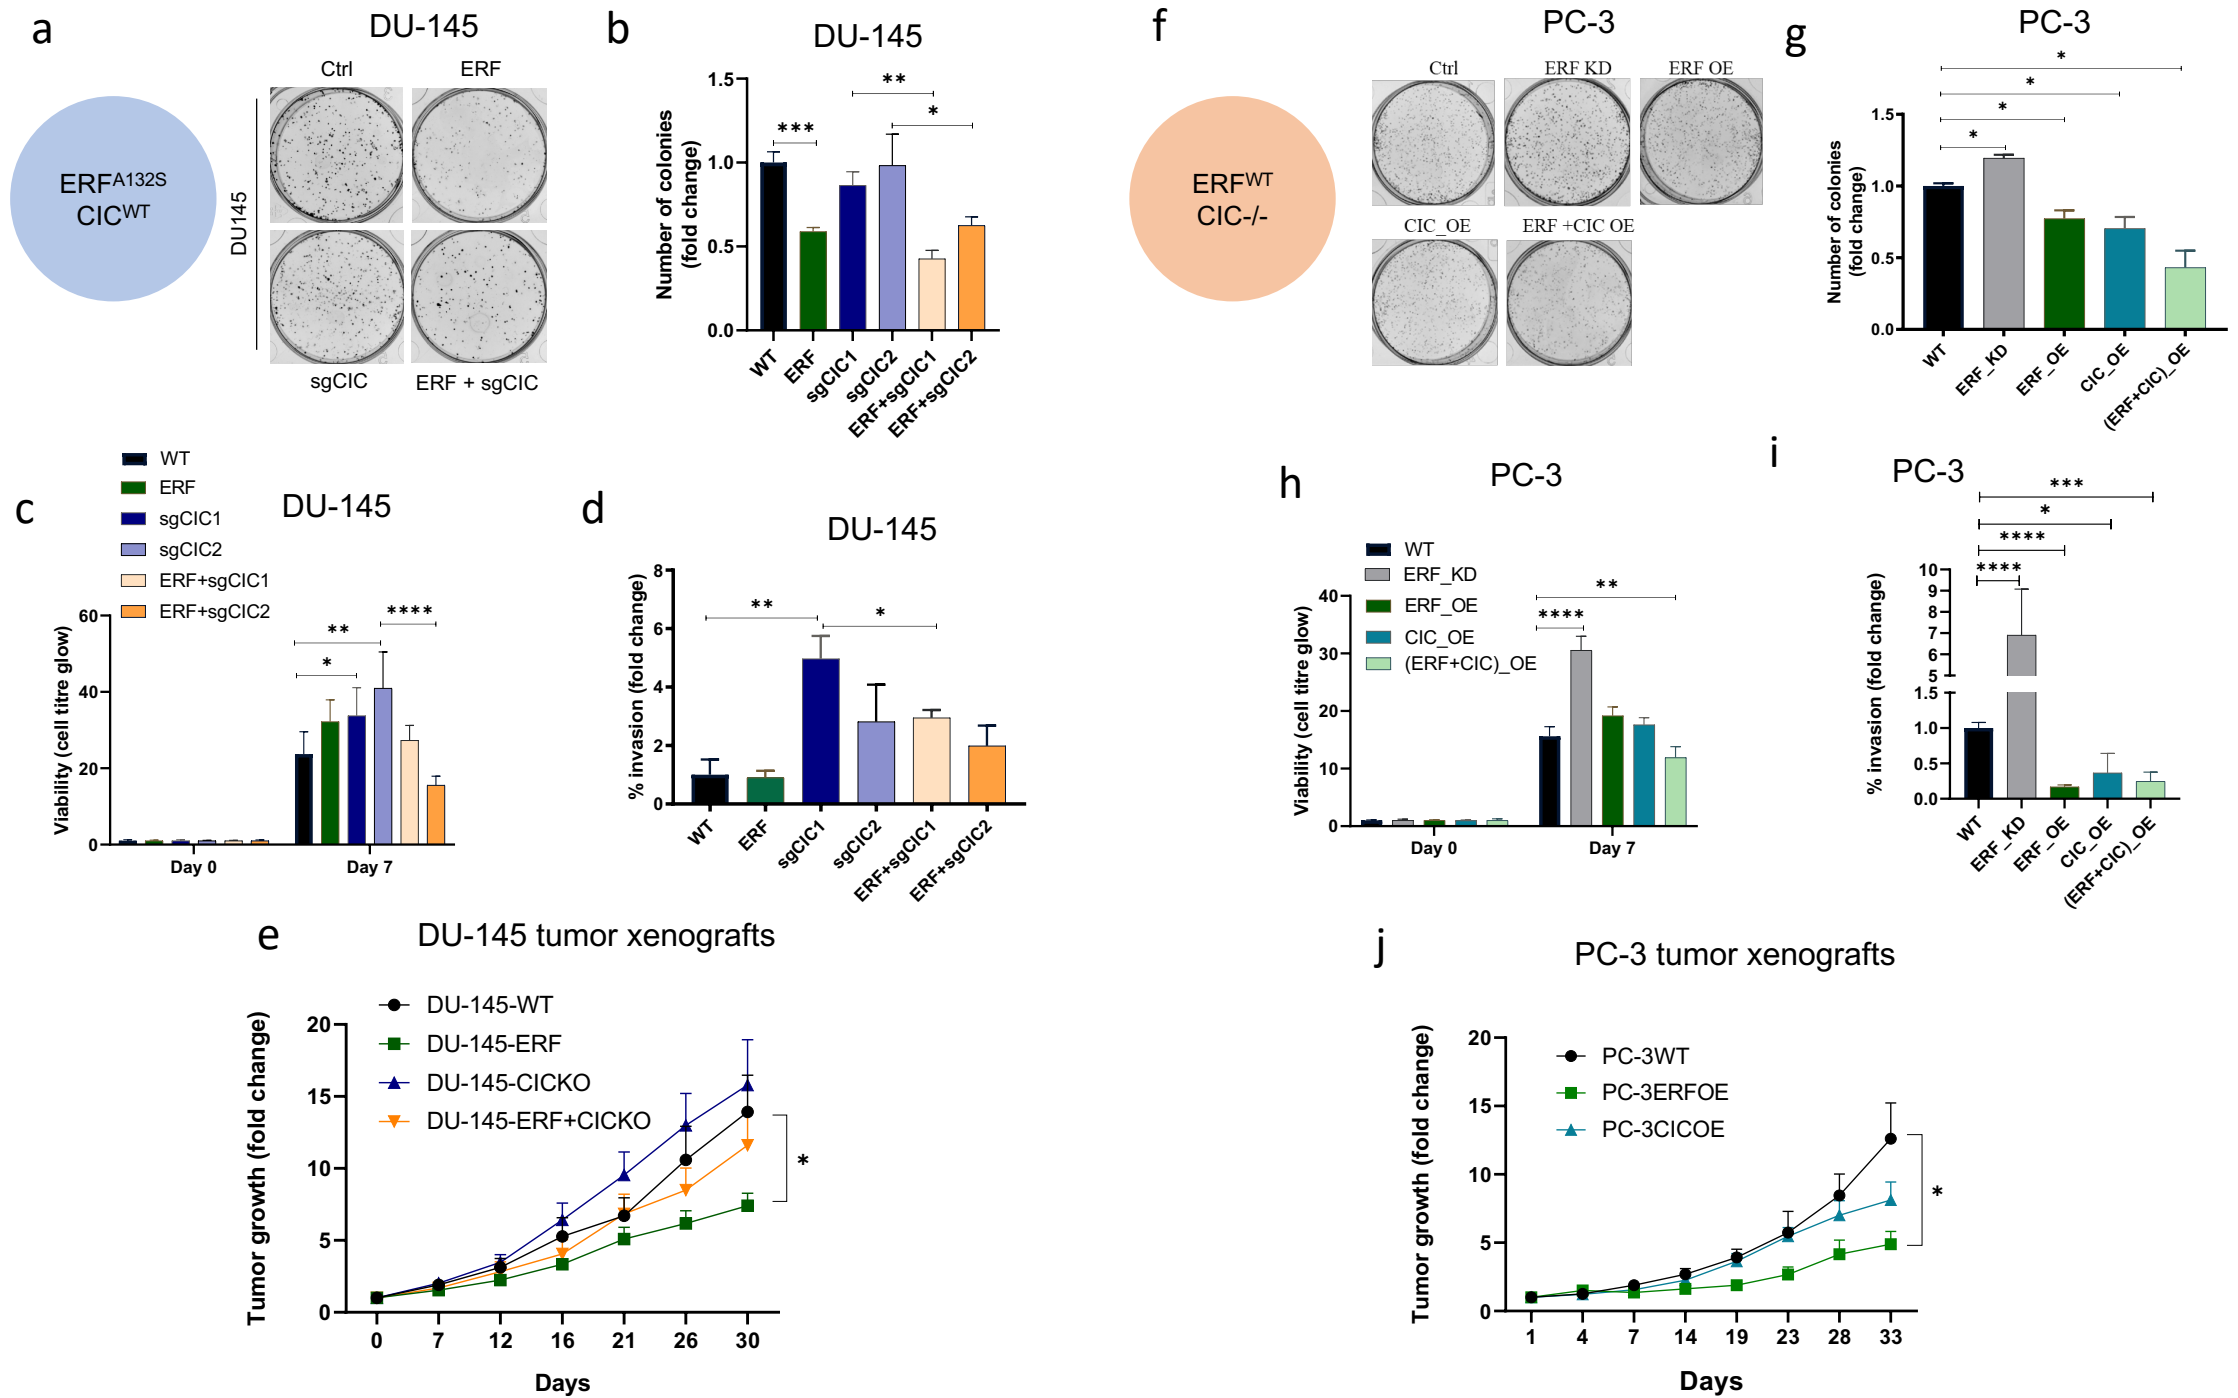 a
DU-145
Ctrl
ERF
ERF^A132S
CIC^WT
DU145
sgCIC
ERF + sgCIC
b
DU-145
Number of colonies
(fold change)
1.5
1.0
0.5
0.0
***
**
*
WT
ERF
sgCIC1
sgCIC2
ERF+sgCIC1
ERF+sgCIC2
c
WT
ERF
sgCIC1
sgCIC2
ERF+sgCIC1
ERF+sgCIC2
DU-145
Viability (cell titre glow)
60
40
20
0
*
**
****
Day 0
Day 7
d
DU-145
% invasion (fold change)
8
6
4
2
0
**
*
WT
ERF
sgCIC1
sgCIC2
ERF+sgCIC1
ERF+sgCIC2
e
DU-145 tumor xenografts
DU-145-WT
DU-145-ERF
DU-145-CICKO
DU-145-ERF+CICKO
Tumor growth (fold change)
20
15
10
5
0
*
0 7 12 16 21 26 30
Days
f
PC-3
Ctrl
ERF KD
ERF OE
ERF^WT
CIC-/-
CIC_OE
ERF +CIC OE
g
PC-3
Number of colonies
(fold change)
1.5
1.0
0.5
0.0
*
*
*
*
WT
ERF_KD
ERF_OE
CIC_OE
(ERF+CIC)_OE
h
PC-3
WT
ERF_KD
ERF_OE
CIC_OE
(ERF+CIC)_OE
Viability (cell titre glow)
40
30
20
10
0
**
****
Day 0
Day 7
i
PC-3
% invasion (fold change)
10
9
8
7
6
5
1.5
1.0
0.5
0.0
***
*
****
****
WT
ERF_KD
ERF_OE
CIC_OE
(ERF+CIC)_OE
j
PC-3 tumor xenografts
PC-3WT
PC-3ERFOE
PC-3CICOE
Tumor growth (fold change)
20
15
10
5
0
*
1 4 7 14 19 23 28 33
Days